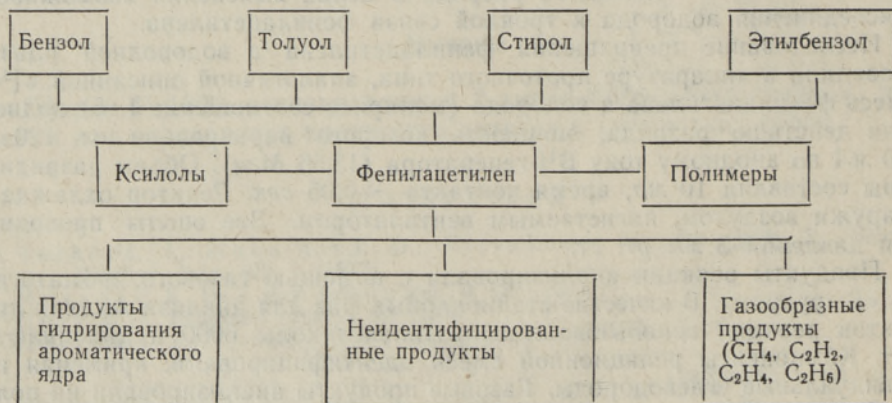 Бензол
Толуол
Стирол
Этилбензол
Ксилолы
Фенилацетилен
Полимеры
Продукты
гидрирования
ароматического
ядра
Неидентифицирован-
ные продукты
Газообразные
продукты
(CH₄, C₂H₂,
C₂H₄, C₂H₆)